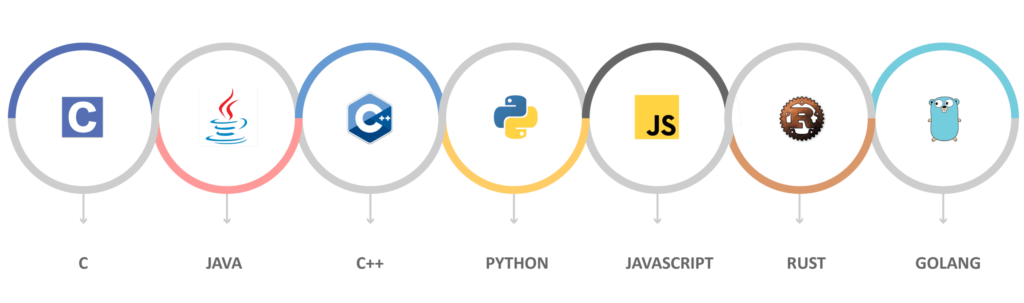 C
C++
JS
R
C
JAVA
C++
PYTHON
JAVASCRIPT
RUST
GOLANG